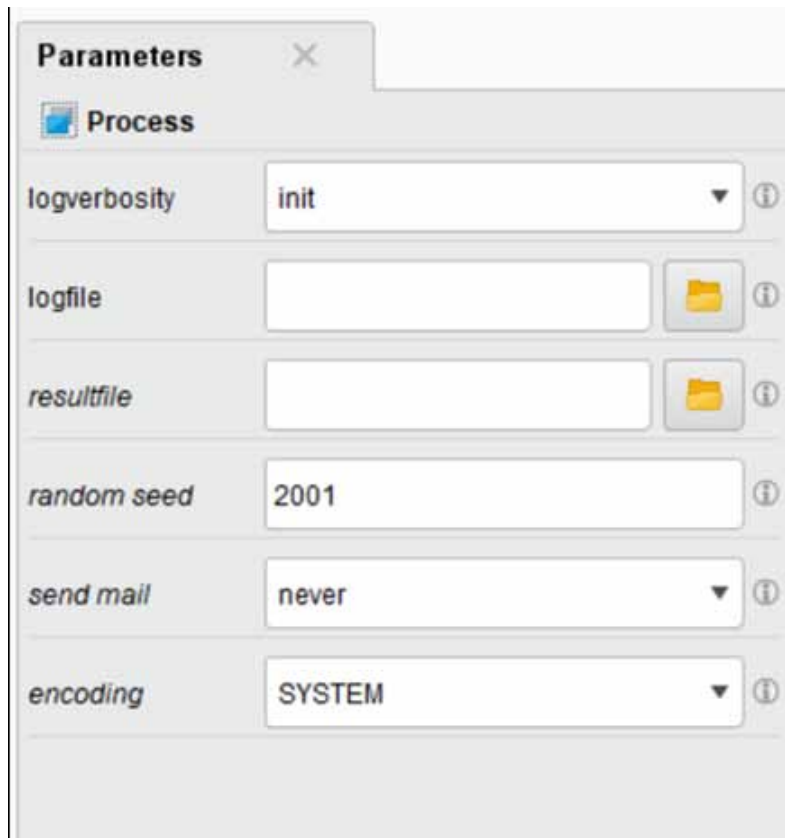 Parameters
Process
logverbosity init
logfile
resultfile
random seed 2001
send mail never
encoding SYSTEM